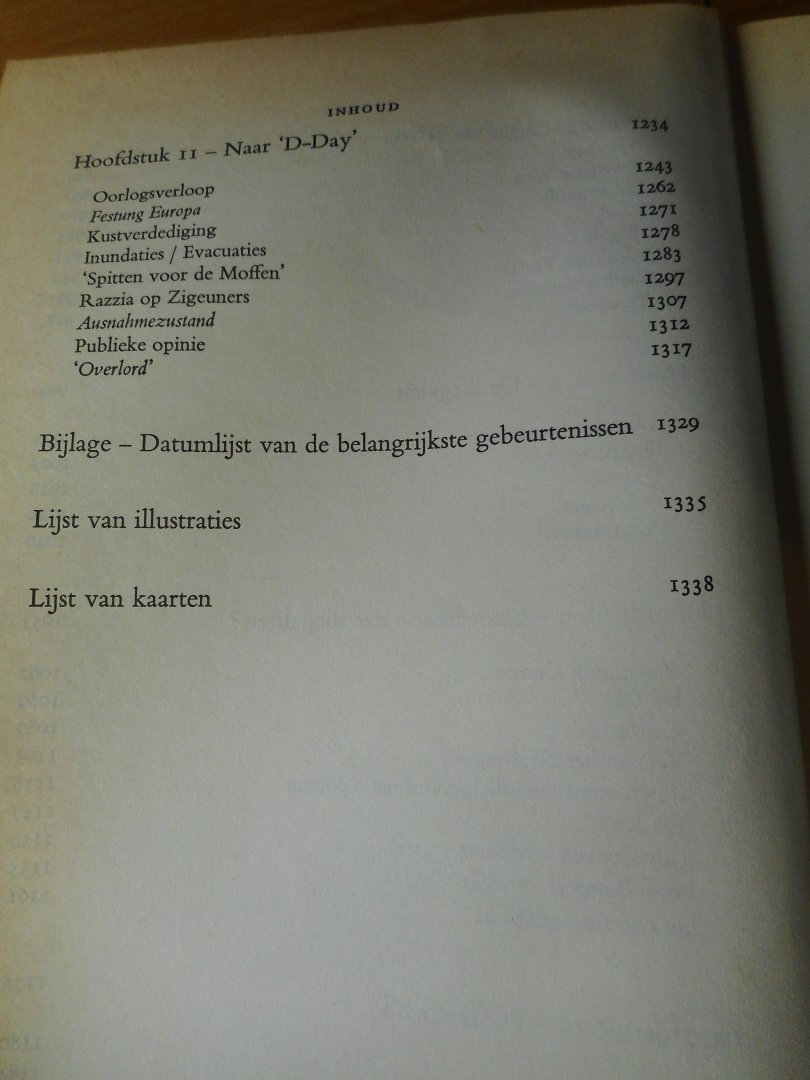 INHOUD
Hoofdstuk 11 – Naar ‘D-Day’ 1234
Oorlogsverloop 1243
Festung Europa 1262
Kustverdediging 1271
Inundaties / Evacuaties 1278
‘Spitten voor de Moffen’ 1283
Razzia op Zigeuners 1297
Ausnahmezustand 1307
Publieke opinie 1312
‘Overlord’ 1317
Bijlage – Datumlijst van de belangrijkste gebeurtenissen 1329
Lijst van illustraties 1335
Lijst van kaarten 1338